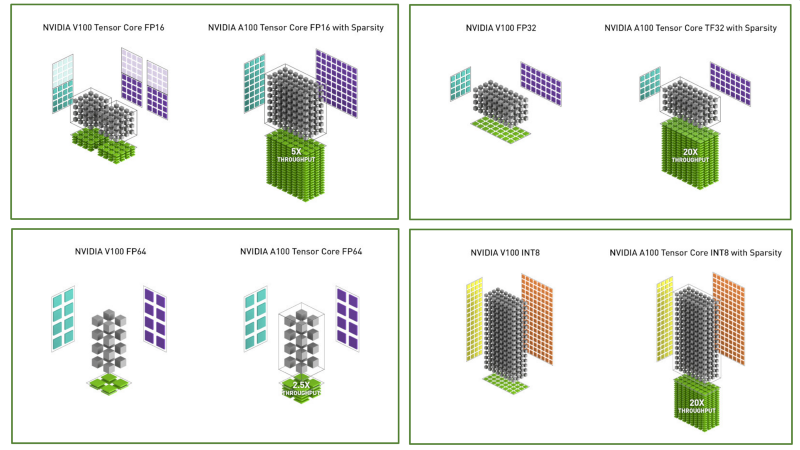 NVIDIA V100 Tensor Core FP16
NVIDIA A100 Tensor Core FP16 with Sparsity
5X
THROUGHPUT
NVIDIA V100 FP32
NVIDIA A100 Tensor Core TF32 with Sparsity
20X
THROUGHPUT
NVIDIA V100 FP64
NVIDIA A100 Tensor Core FP64
2.5X
THROUGHPUT
NVIDIA V100 INT8
NVIDIA A100 Tensor Core INT8 with Sparsity
20X
THROUGHPUT